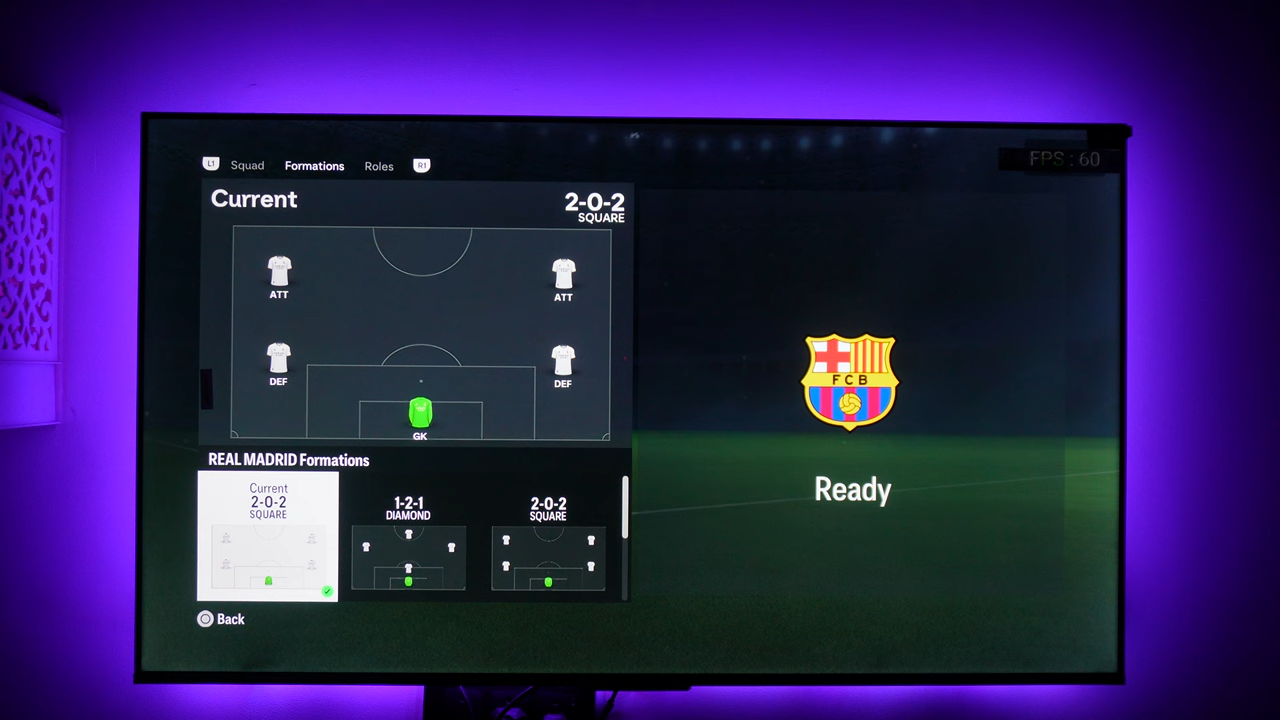 L1 Squad Formations Roles R1
FPS : 60
Current
2-0-2
SQUARE
ATT
ATT
DEF
DEF
GK
FCB
Ready
REAL MADRID Formations
Current
2-0-2
SQUARE
1-2-1
DIAMOND
2-0-2
SQUARE
Back